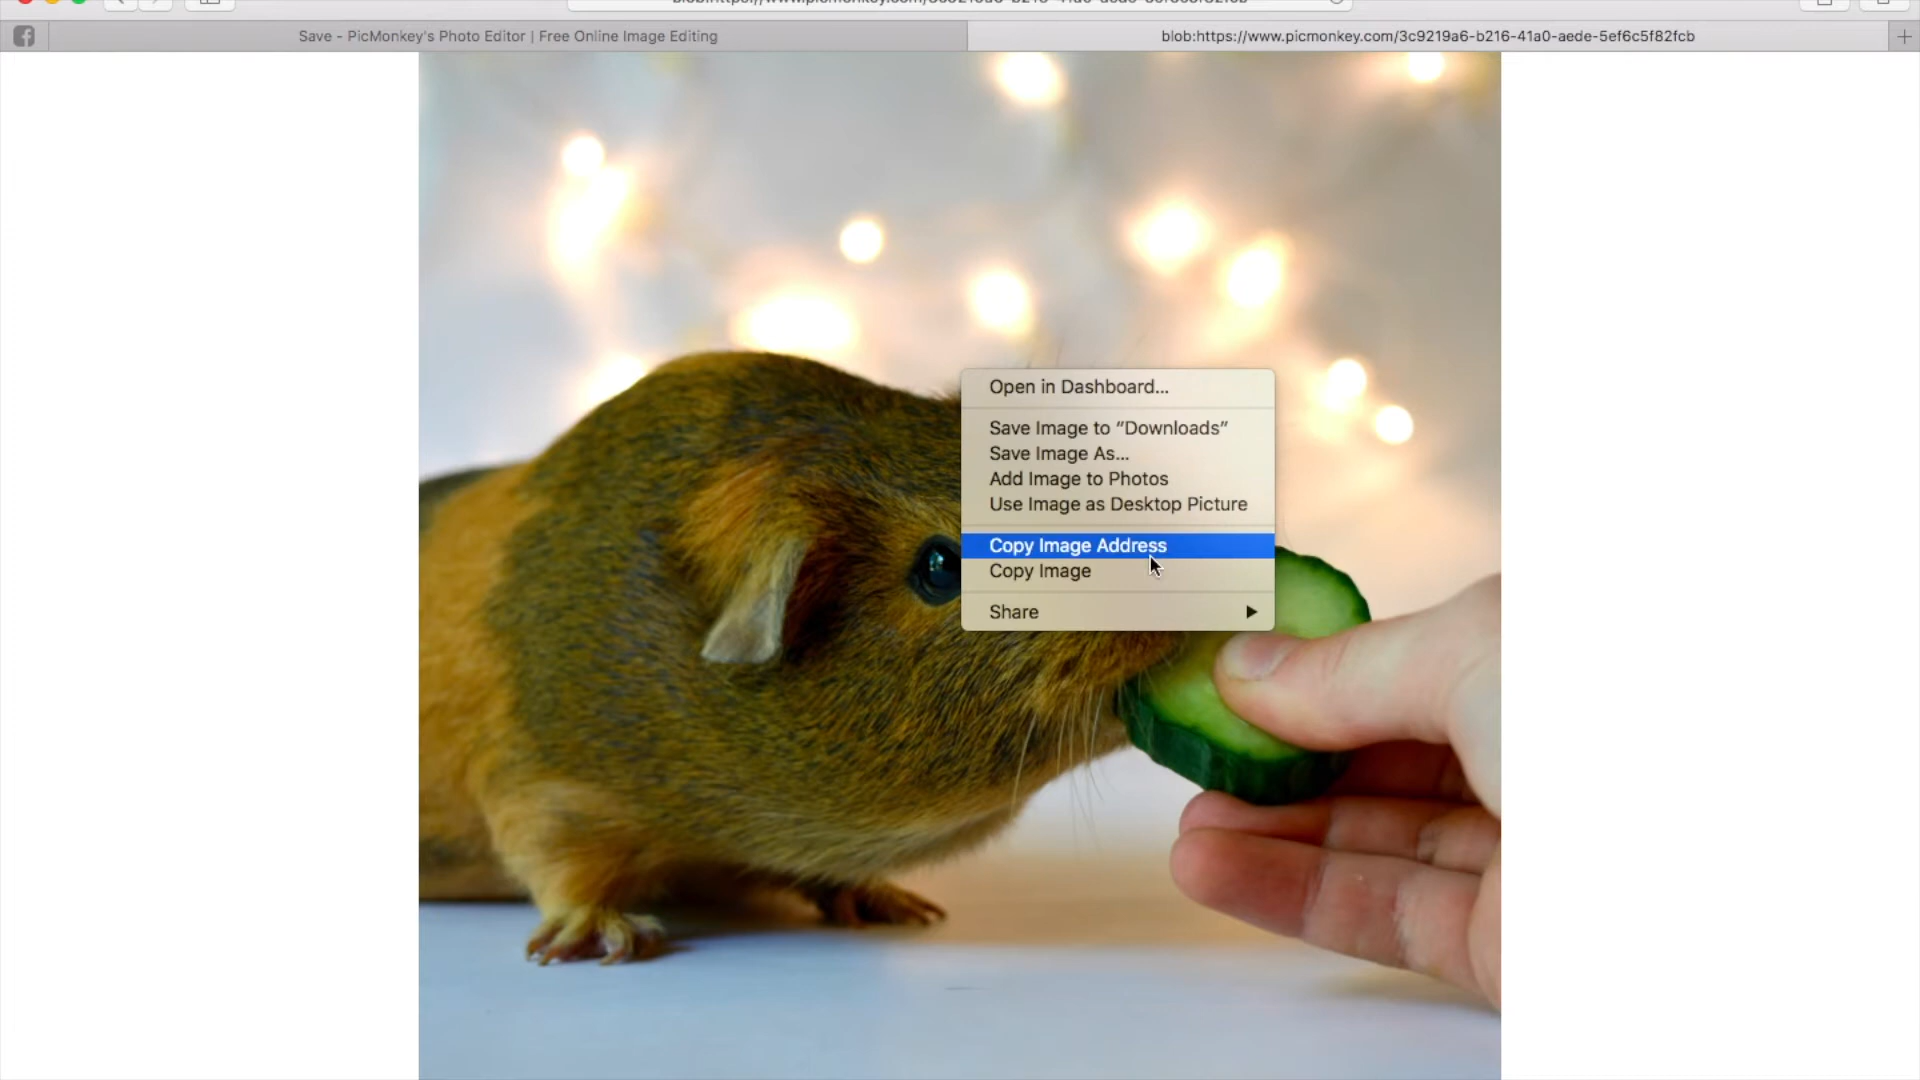 Save - PicMonkey's Photo Editor | Free Online Image Editing
blob:https://www.picmonkey.com/3c9219a6-b216-41a0-aede-5ef6c5f82fcb
Open in Dashboard...
Save Image to “Downloads”
Save Image As...
Add Image to Photos
Use Image as Desktop Picture
Copy Image Address
Copy Image
Share